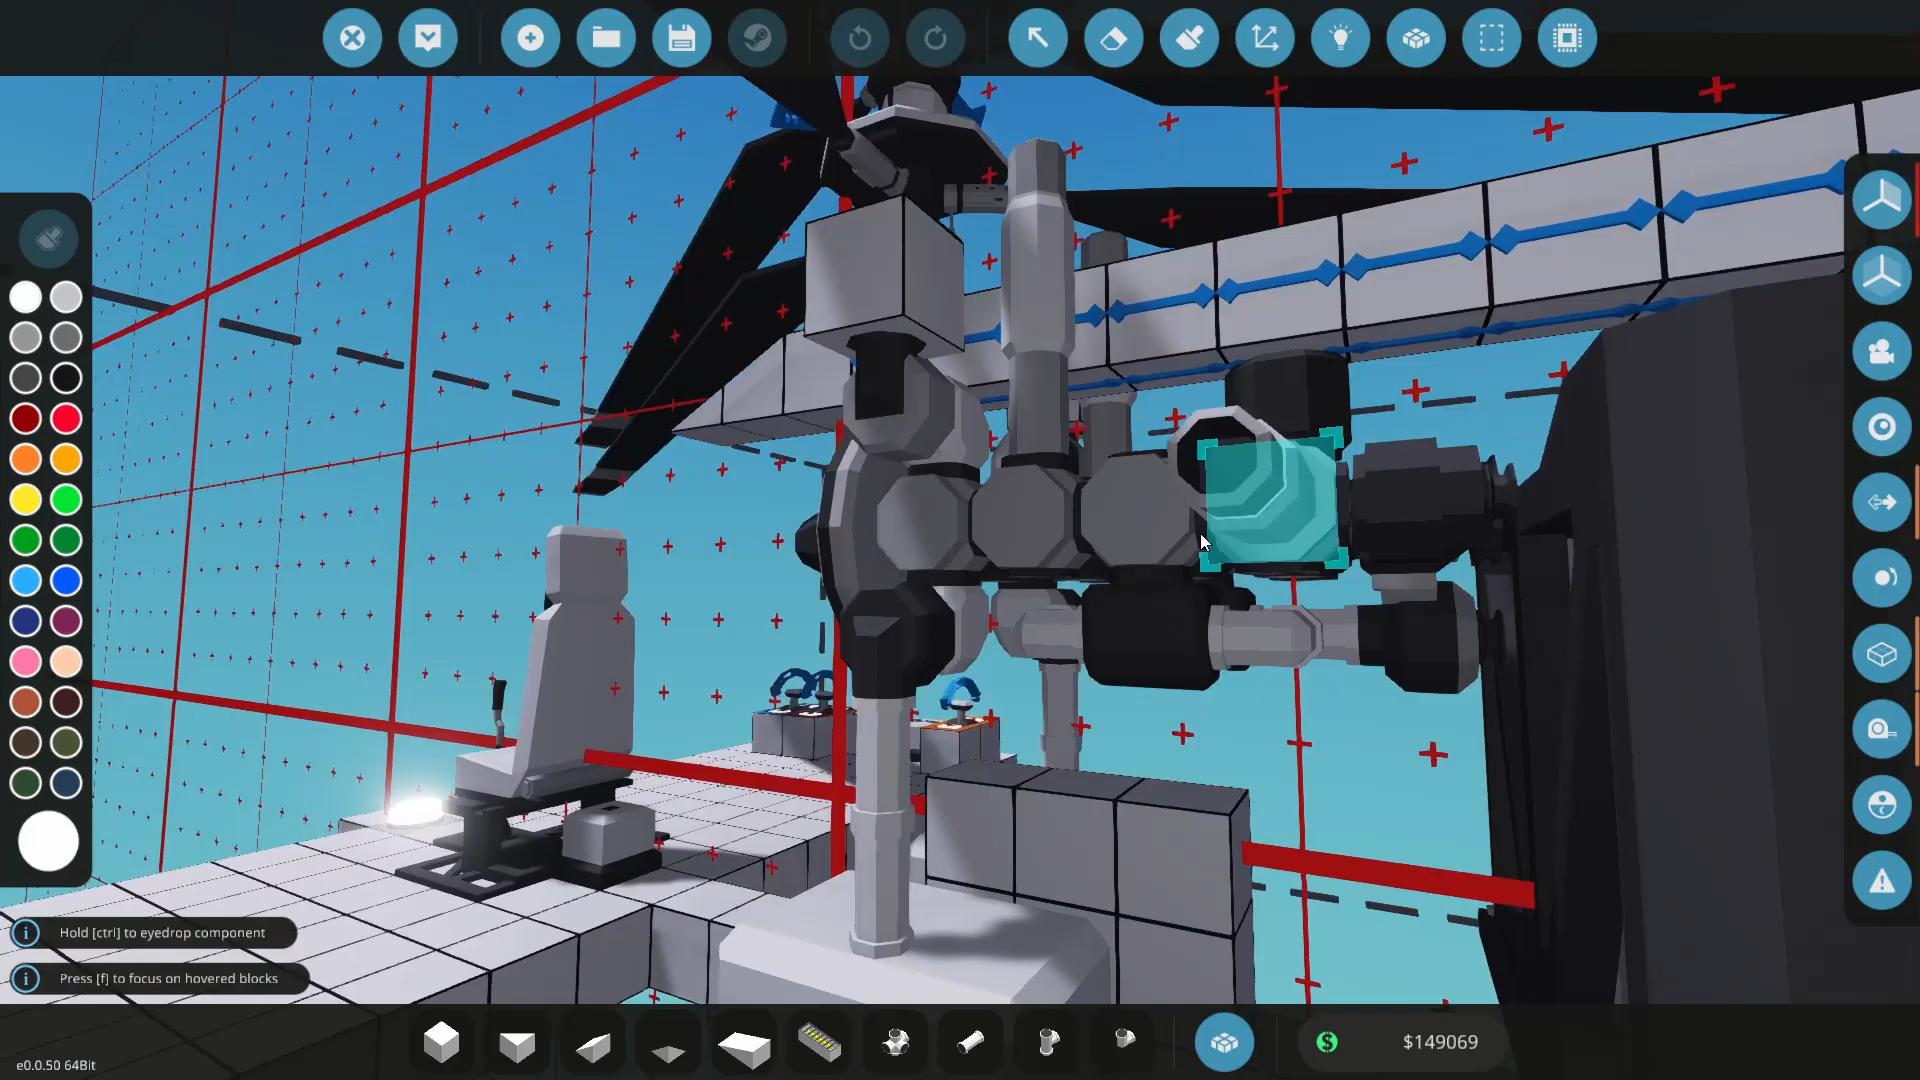 Hold [ctrl] to eyedrop component
Press [f] to focus on hovered blocks
e0.0.50 64Bit
$149069